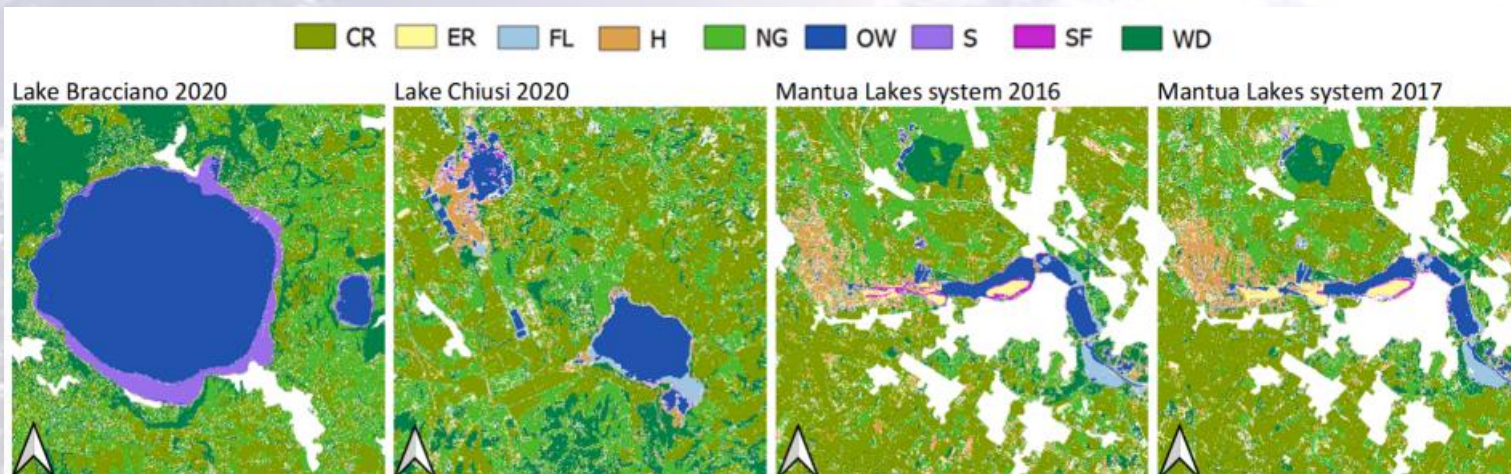 CR ER FL H NG OW S SF WD
Lake Bracciano 2020 Lake Chiusi 2020 Mantua Lakes system 2016 Mantua Lakes system 2017